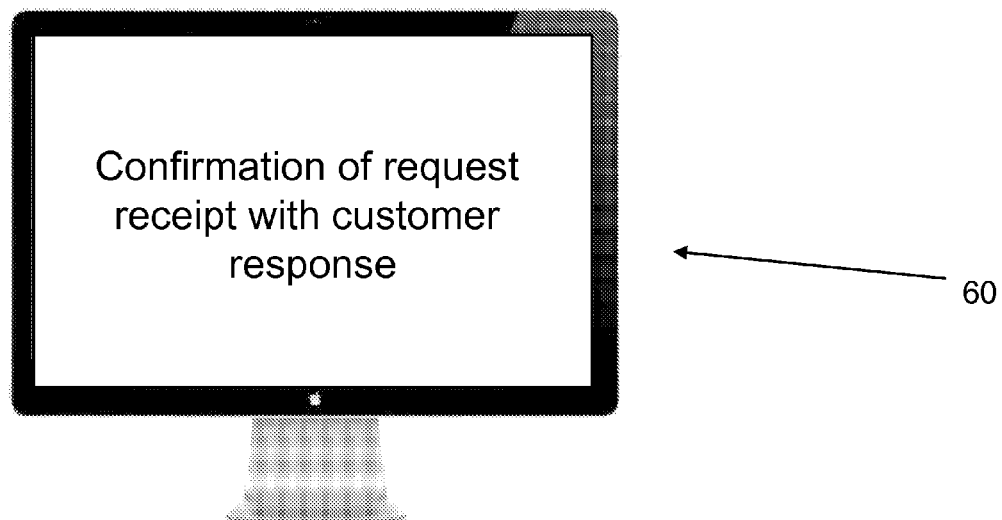 Confirmation of request
receipt with customer
response
60